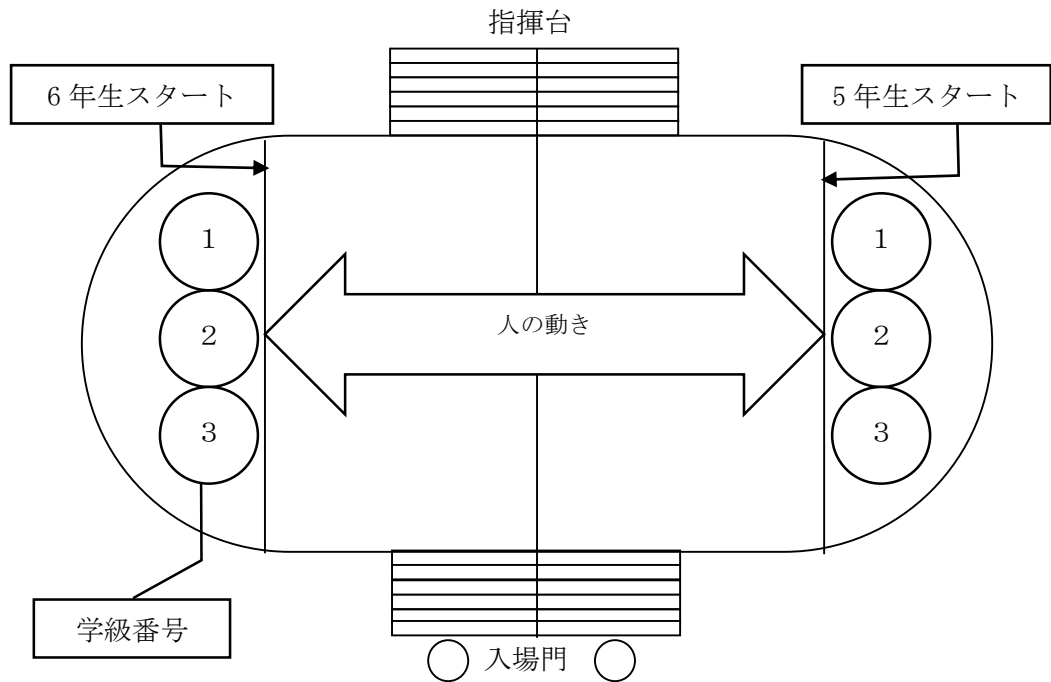 指揮台
６年生スタート
５年生スタート
１
１
人の動き
２
２
３
３
学級番号
入場門